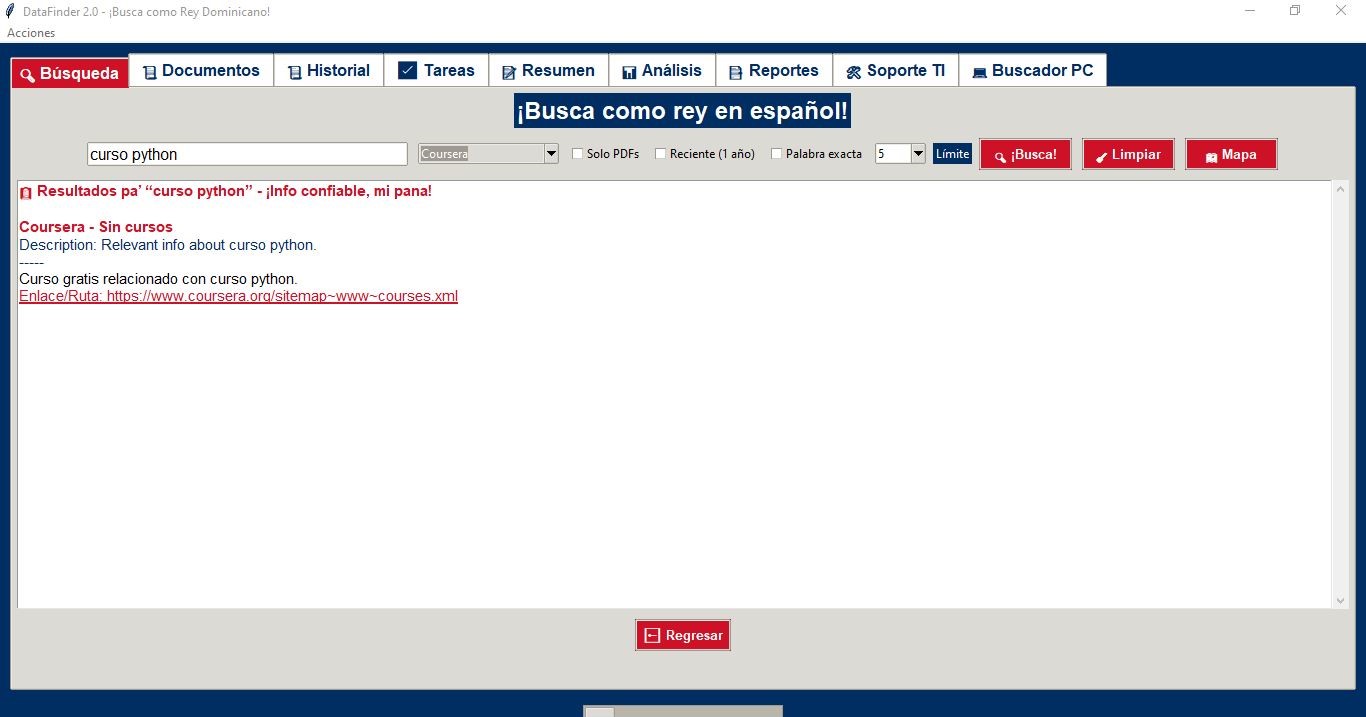 DataFinder 2.0 - ¡Busca como Rey Dominicano!
Acciones
Búsqueda Documentos Historial Tareas Resumen Análisis Reportes Soporte TI Buscador PC
¡Busca como rey en español!
curso python Coursera Solo PDFs Reciente (1 año) Palabra exacta 5 Límite ¡Busca! Limpiar Mapa
Resultados pa’ “curso python” - ¡Info confiable, mi pana!
Coursera - Sin cursos
Description: Relevant info about curso python.
-----
Curso gratis relacionado con curso python.
Enlace/Ruta: https://www.coursera.org/sitemap~www~courses.xml
Regresar